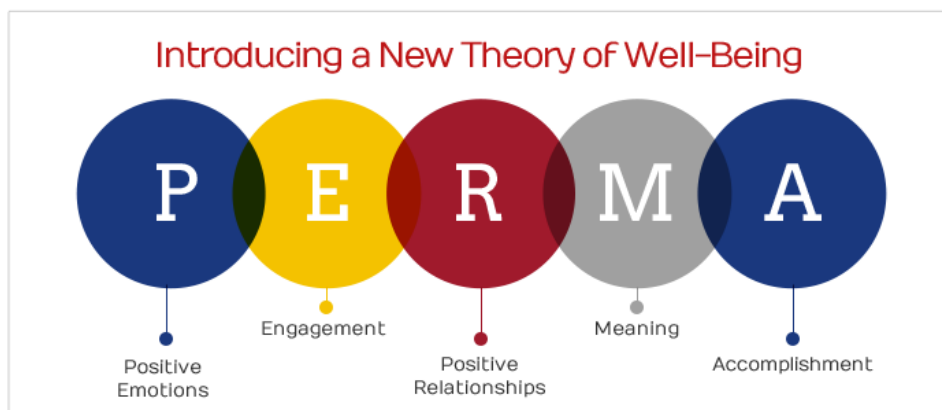 Introducing a New Theory of Well-Being
P E R M A
Positive
Emotions
Engagement
Positive
Relationships
Meaning
Accomplishment